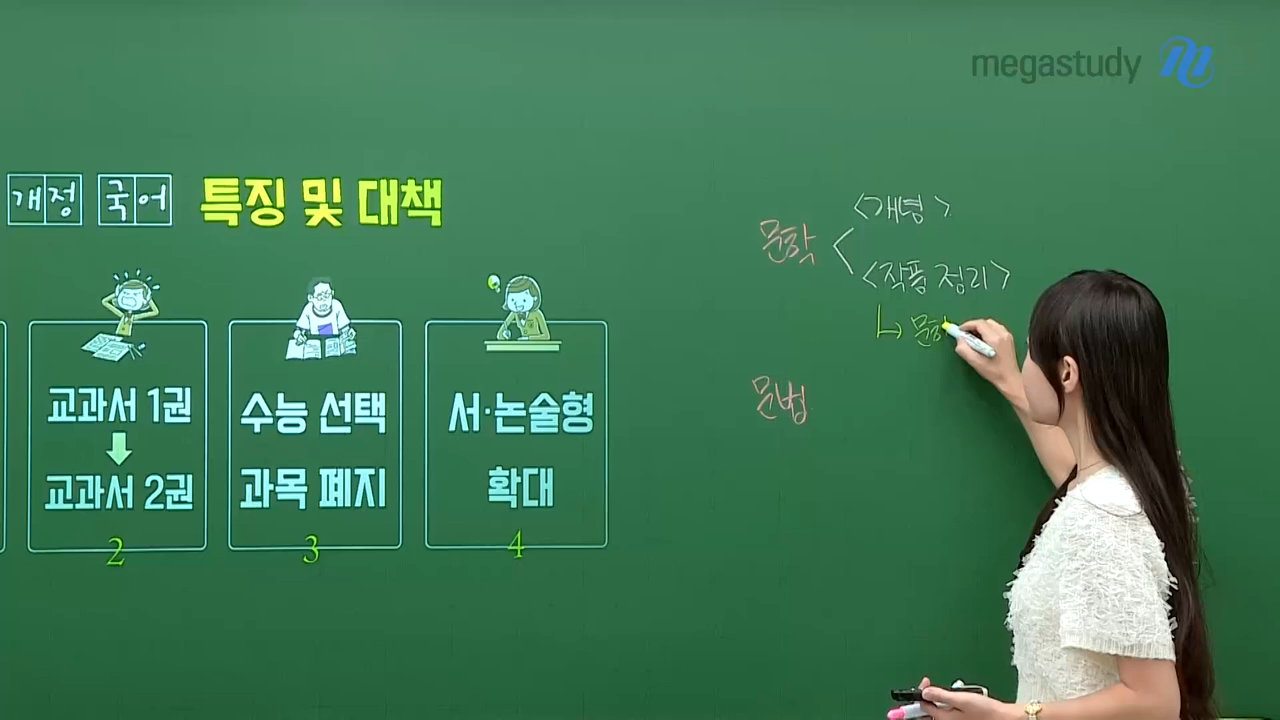 megastudy
개정 국어 특징 및 대책
교과서 1권
교과서 2권
2
수능 선택
과목 폐지
3
서·논술형
확대
4
문학
<개념>
<작품 정리>
문법